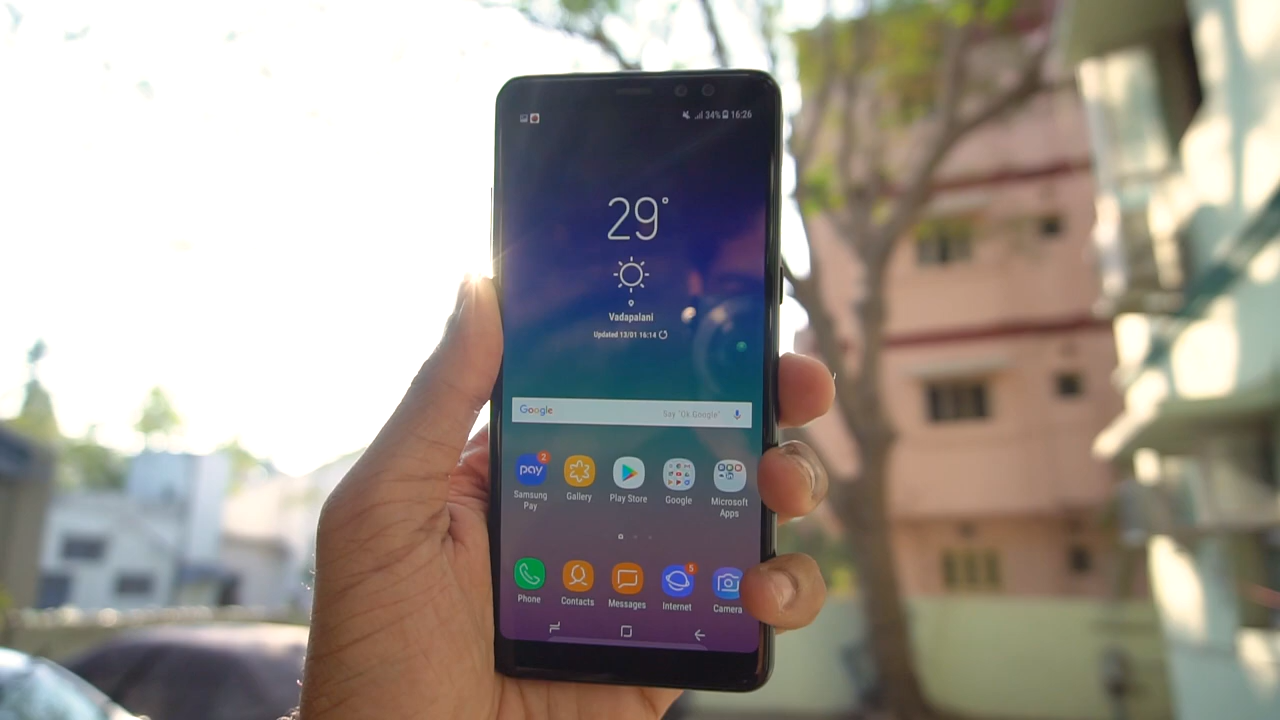 34% 16:26
29°
Vadapalani
Updated 13/01 16:14
Google Say "Ok Google"
pay 2
Samsung Pay
Gallery
Play Store
Google
Microsoft Apps
Phone
Contacts
Messages
5
Internet
Camera